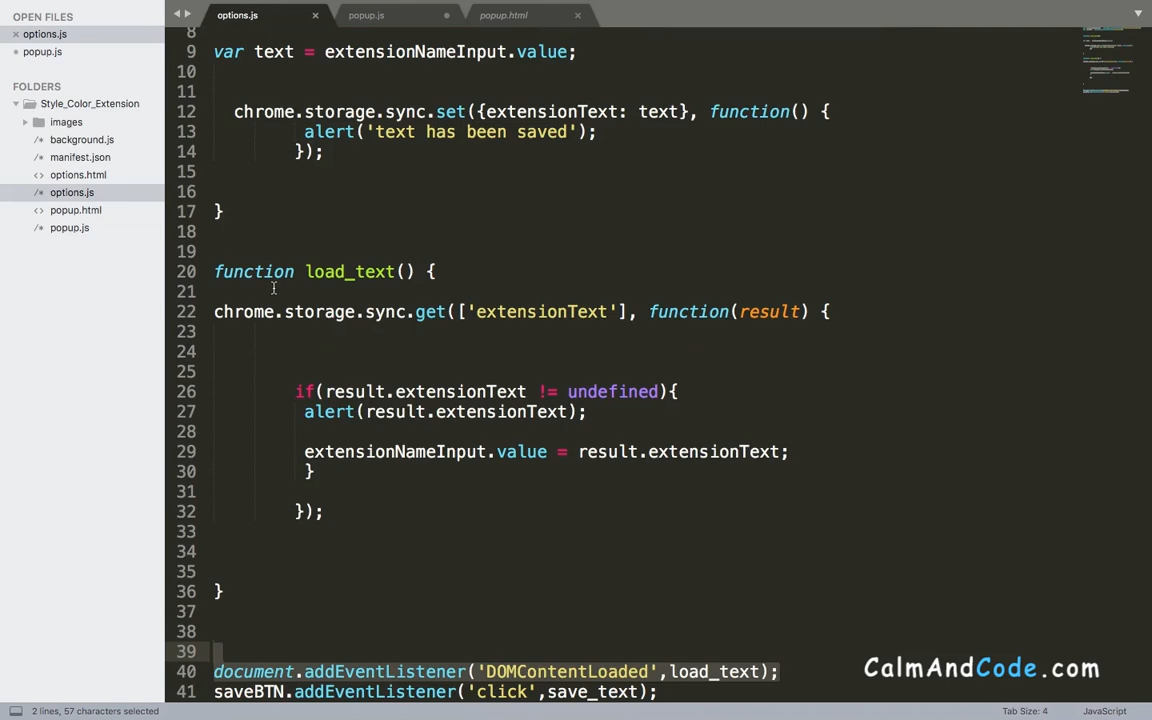 OPEN FILES
options.js
popup.js
FOLDERS
Style_Color_Extension
images
background.js
manifest.json
options.html
options.js
popup.html
popup.js
options.js
popup.js
popup.html
8
9 var text = extensionNameInput.value;
10
11
12 chrome.storage.sync.set({extensionText: text}, function() {
13 alert('text has been saved');
14 });
15
16
17 }
18
19
20 function load_text() {
21
22 chrome.storage.sync.get(['extensionText'], function(result) {
23
24
25
26 if(result.extensionText != undefined){
27 alert(result.extensionText);
28
29 extensionNameInput.value = result.extensionText;
30 }
31
32 });
33
34
35
36 }
37
38
39
40 document.addEventListener('DOMContentLoaded',load_text);
41 saveBTN.addEventListener('click',save_text);
CalmAndCode.com
2 lines, 57 characters selected
Tab Size: 4
JavaScript